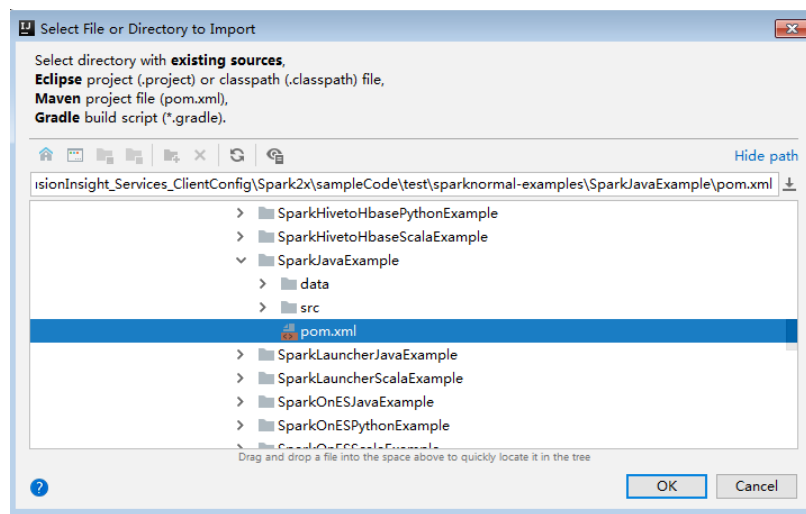 Select File or Directory to Import
Select directory with existing sources,
Eclipse project (.project) or classpath (.classpath) file,
Maven project file (pom.xml),
Gradle build script (*.gradle).
Hide path
sionInsight_Services_ClientConfig\Spark2x\sampleCode\test\sparknormal-examples\SparkJavaExample\pom.xml
SparkHivetoHbasePythonExample
SparkHivetoHbaseScalaExample
SparkJavaExample
data
src
pom.xml
SparkLauncherJavaExample
SparkLauncherScalaExample
SparkOnESJavaExample
SparkOnESPythonExample
Drag and drop a file into the space above to quickly locate it in the tree
OK Cancel